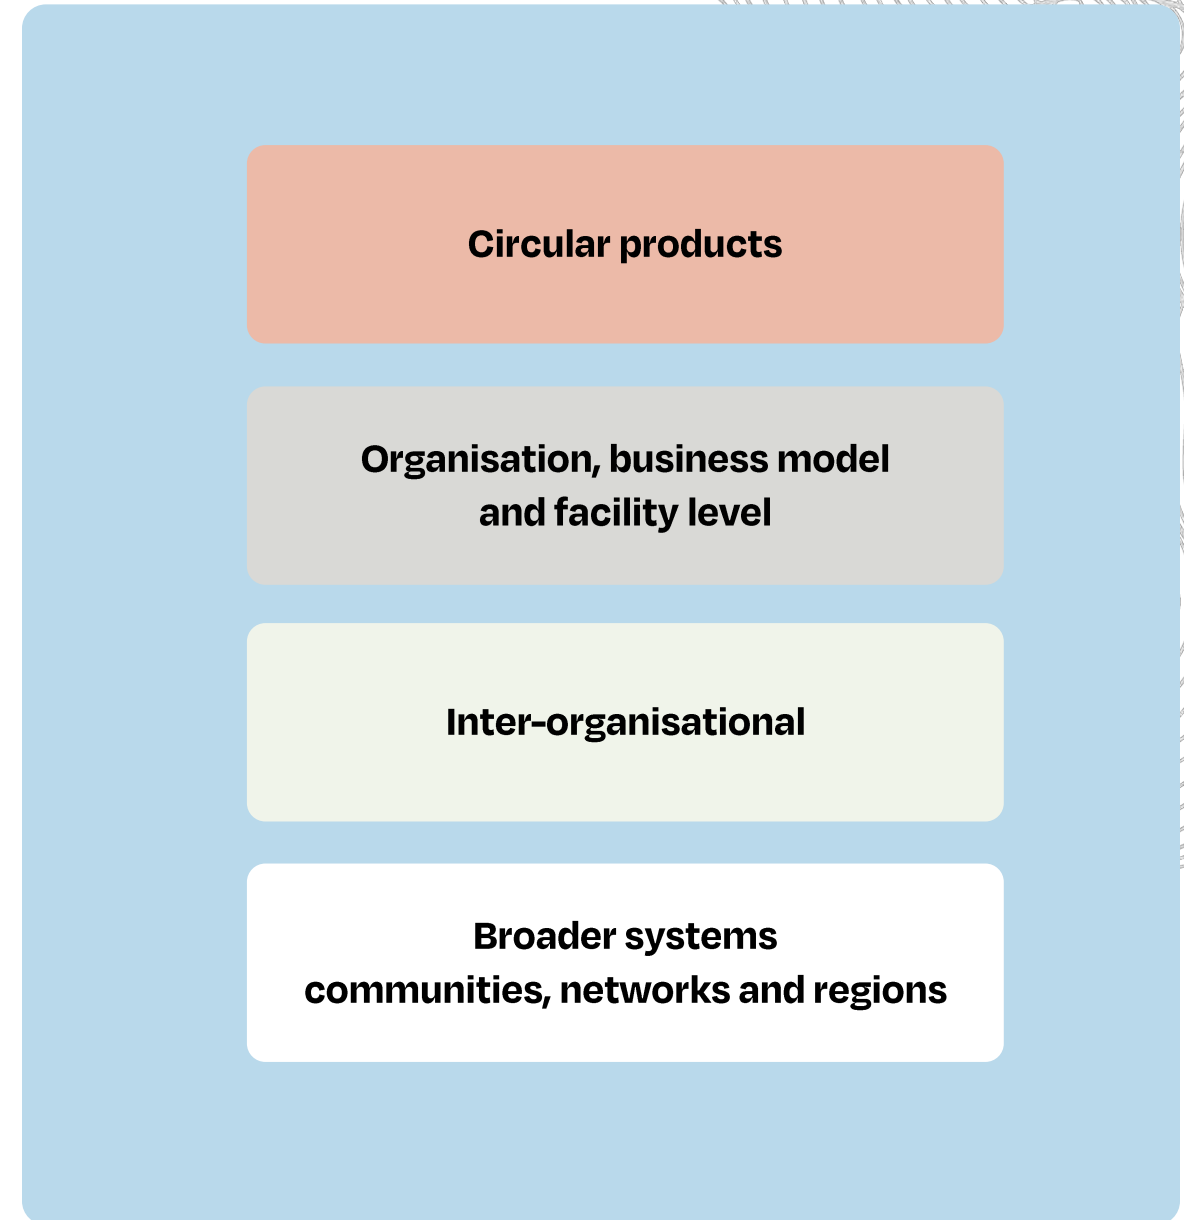 Circular products
Organisation, business model
and facility level
Inter-organisational
Broader systems
communities, networks and regions